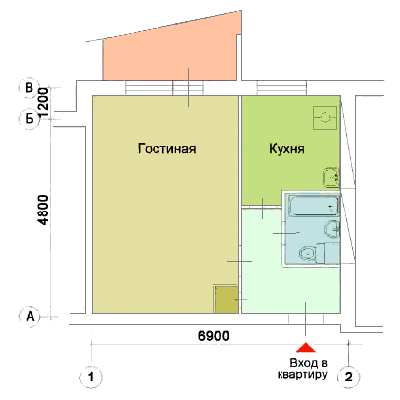 В
1200
Б
Гостиная
Кухня
4800
А
6900
Вход в
квартиру
1
2